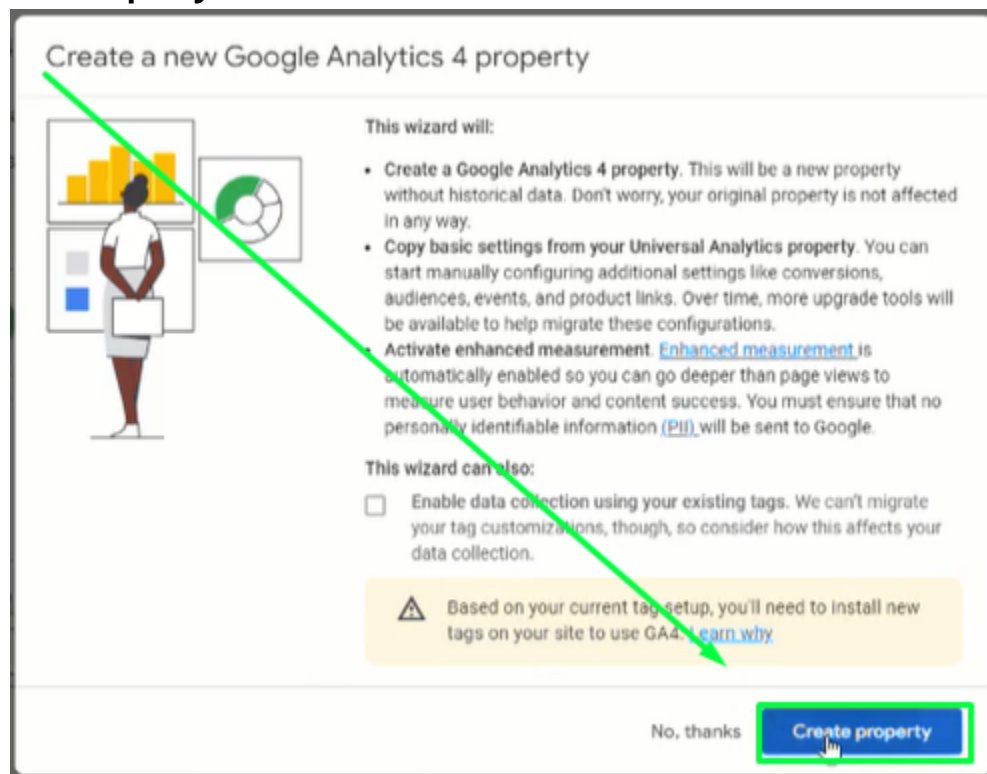 Create a new Google Analytics 4 property
This wizard will:
• Create a Google Analytics 4 property. This will be a new property
without historical data. Don't worry, your original property is not affected
in any way.
• Copy basic settings from your Universal Analytics property. You can
start manually configuring additional settings like conversions,
audiences, events, and product links. Over time, more upgrade tools will
be available to help migrate these configurations.
• Activate enhanced measurement. Enhanced measurement is
automatically enabled so you can go deeper than page views to
measure user behavior and content success. You must ensure that no
personally identifiable information (PII) will be sent to Google.
This wizard can also:
Enable data collection using your existing tags. We can't migrate
your tag customizations, though, so consider how this affects your
data collection.
Based on your current tag setup, you'll need to install new
tags on your site to use GA4. Learn why
No, thanks
Create property